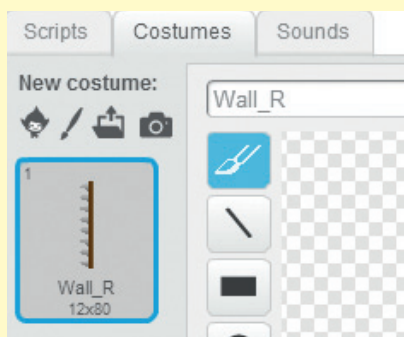 Scripts Costumes Sounds
New costume:
Wall_R
1
Wall_R
12x80